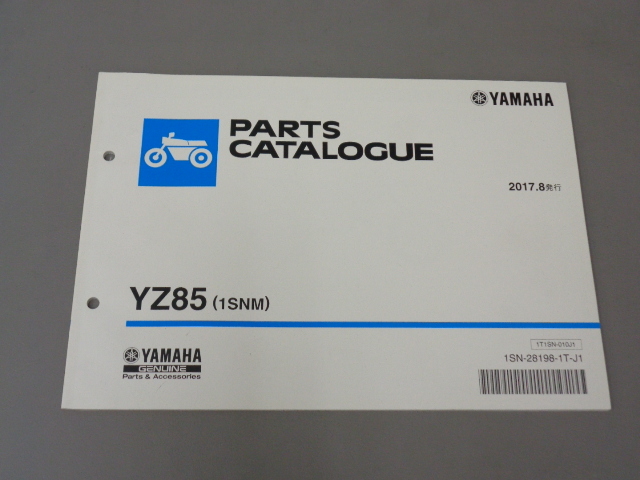 YAMAHA
PARTS
CATALOGUE
2017.8発行
YZ85 (1SNM)
YAMAHA
GENUINE
Parts & Accessories
1T1SN-010J1
1SN-28198-1T-J1